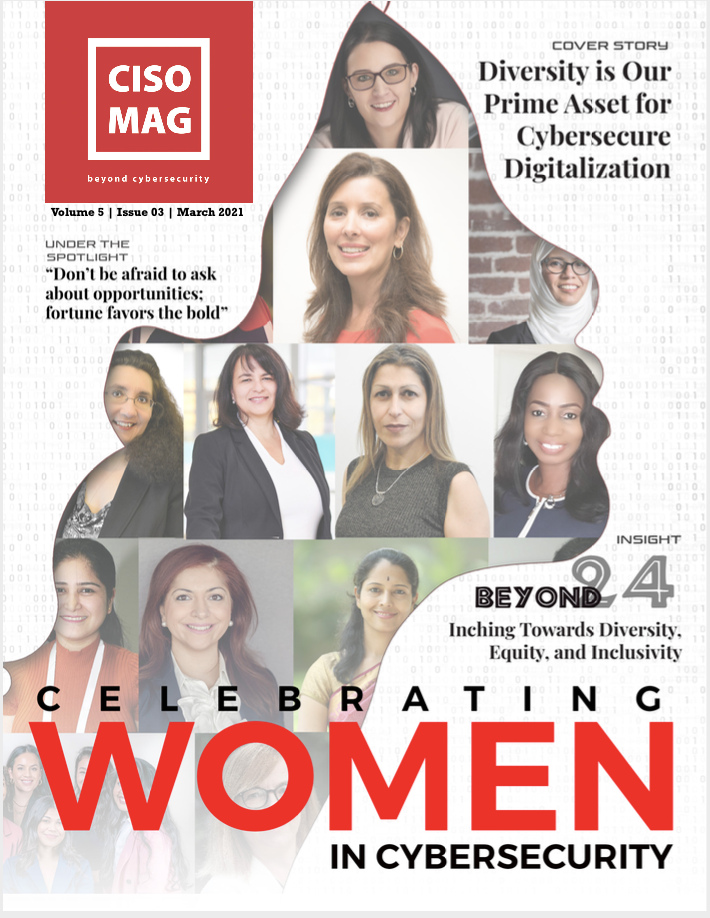 CISO
MAG
beyond cybersecurity
Volume 5 | Issue 03 | March 2021
COVER STORY
Diversity is Our
Prime Asset for
Cybersecure
Digitalization
UNDER THE
SPOTLIGHT
“Don’t be afraid to ask
about opportunities;
fortune favors the bold”
INSIGHT
BEYOND 24
Inching Towards Diversity,
Equity, and Inclusivity
CELEBRATING
WOMEN
IN CYBERSECURITY